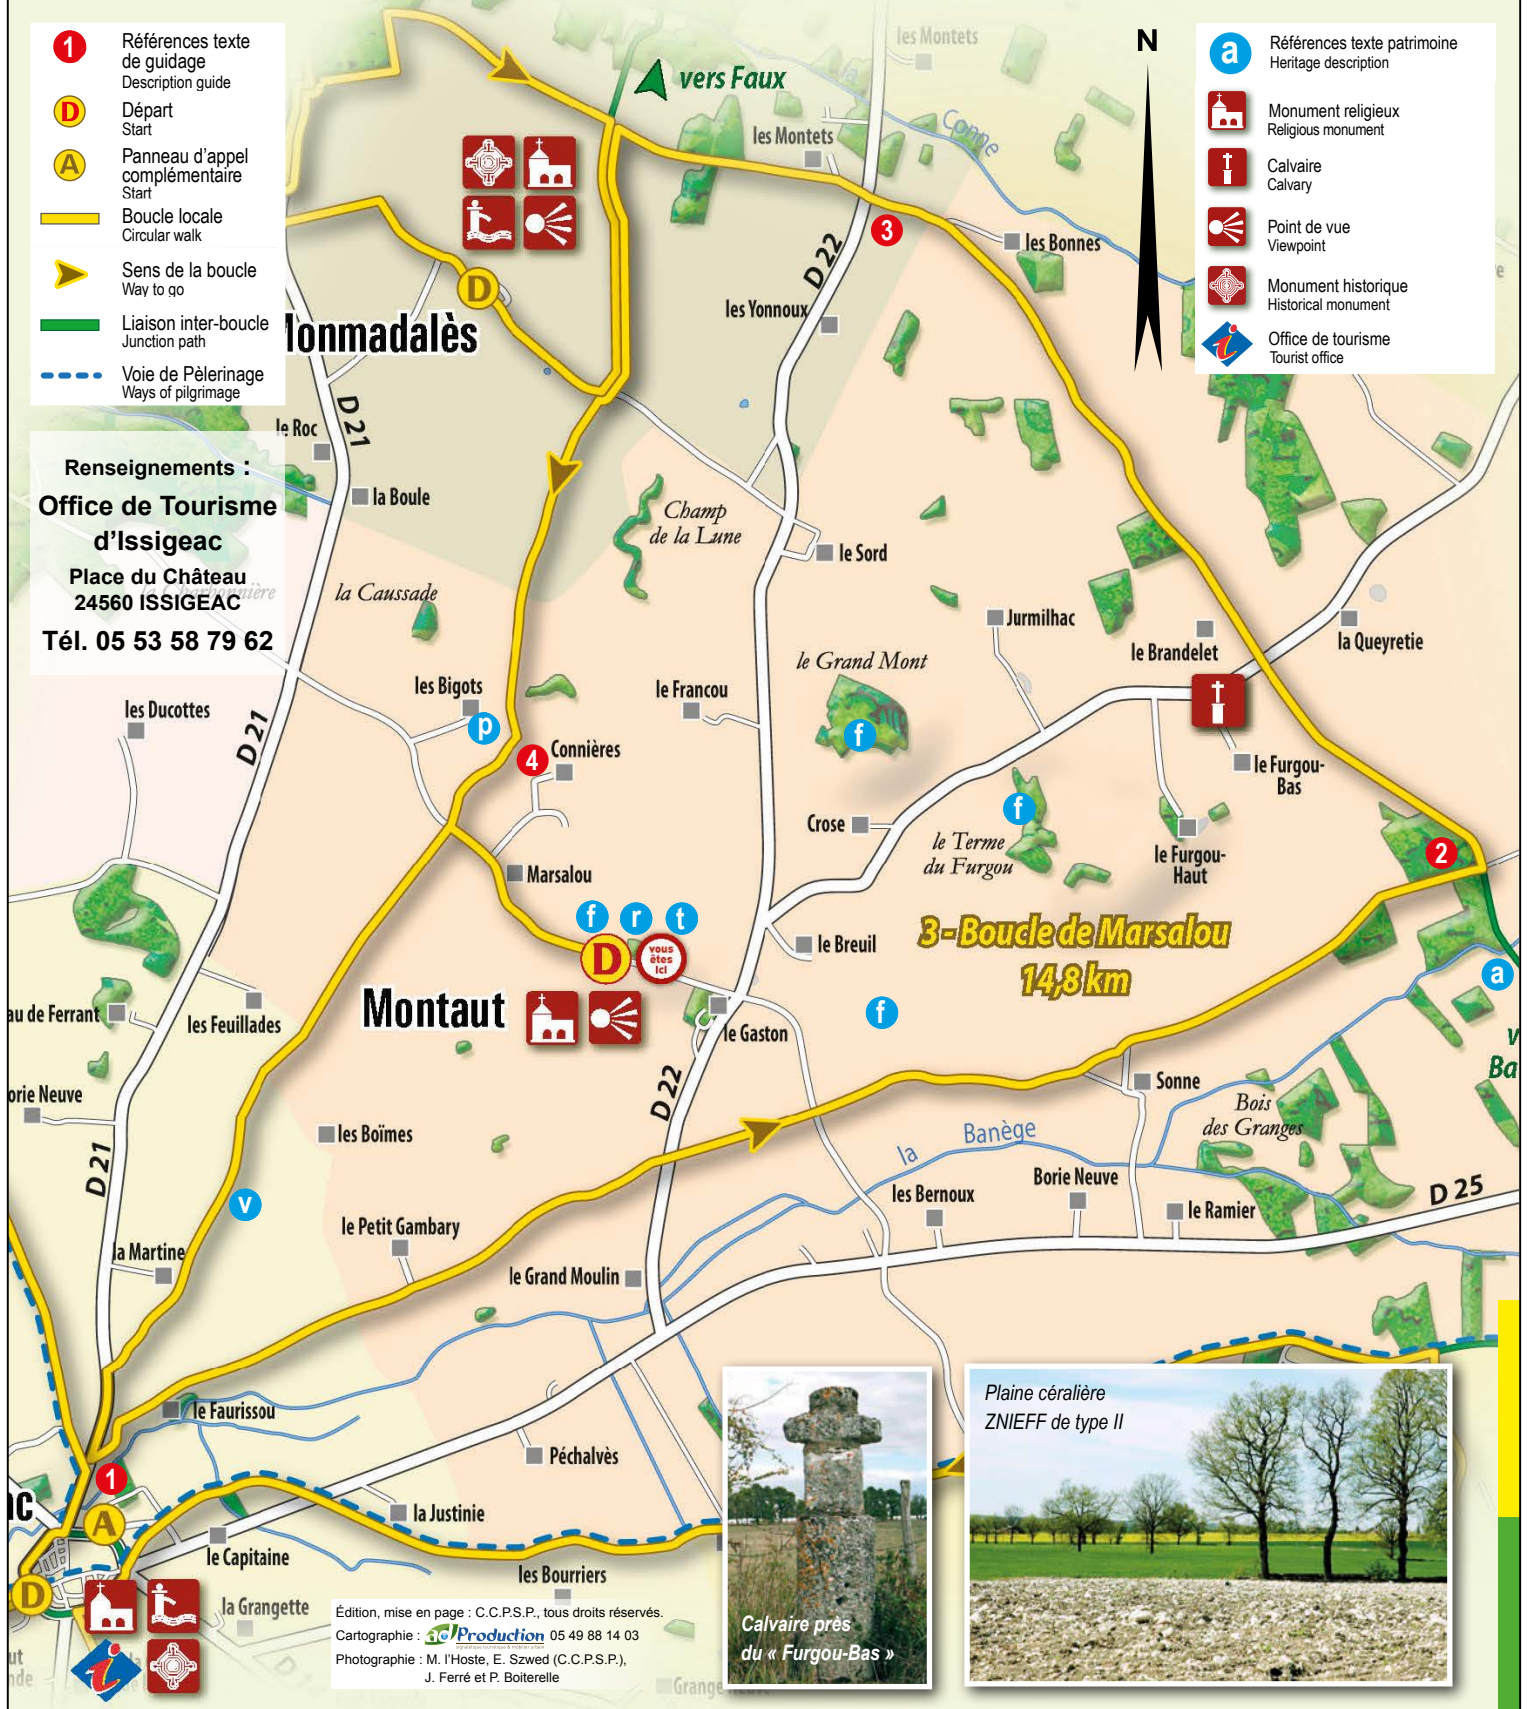 1
Références texte
de guidage
Description guide
D
Départ
Start
A
Panneau d'appel
complémentaire
Start
Boucle locale
Circular walk
Sens de la boucle
Way to go
Liaison inter-boucle
Junction path
Voie de Pèlerinage
Ways of pilgrimage
Renseignements :
Office de Tourisme
d'Issigeac
Place du Château
24560 ISSIGEAC
Tél. 05 53 58 79 62
N
a
Références texte patrimoine
Heritage description
Monument religieux
Religious monument
Calvaire
Calvary
Point de vue
Viewpoint
Monument historique
Historical monument
i
Office de tourisme
Tourist office
vers Faux
les Montets
Conne
les Montets
3
D 22
les Bonnes
les Yonnoux
D
Monmadalès
le Roc
D 21
la Boule
Champ
de la Lune
le Sord
la Charbonnière
la Caussade
Jurmilhac
le Brandelet
la Queyretie
le Grand Mont
f
les Bigots
p
le Francou
les Ducottes
D 21
4
Connières
le Furgou-
Bas
Crose
f
le Terme
du Furgou
le Furgou-
Haut
2
Marsalou
f
r
t
D
vous
êtes
ici
le Breuil
3 - Boucle de Marsalou
14,8 km
a
Montaut
f
au de Ferrant
les Feuillades
le Gaston
v
Ba
orie Neuve
D 22
Sonne
Bois
des Granges
les Boïmes
la
Banège
D 21
v
les Bernoux
Borie Neuve
le Ramier
D 25
le Petit Gambary
la Martine
le Grand Moulin
le Faurissou
Péchalvès
1
ac
A
la Justinie
le Capitaine
D
les Bourriers
la Grangette
i
Édition, mise en page : C.C.P.S.P., tous droits réservés.
Cartographie : ad Production 05 49 88 14 03
Photographie : M. l'Hoste, E. Szwed (C.C.P.S.P.),
J. Ferré et P. Boiterelle
Calvaire près
du « Furgou-Bas »
Plaine céralière
ZNIEFF de type II